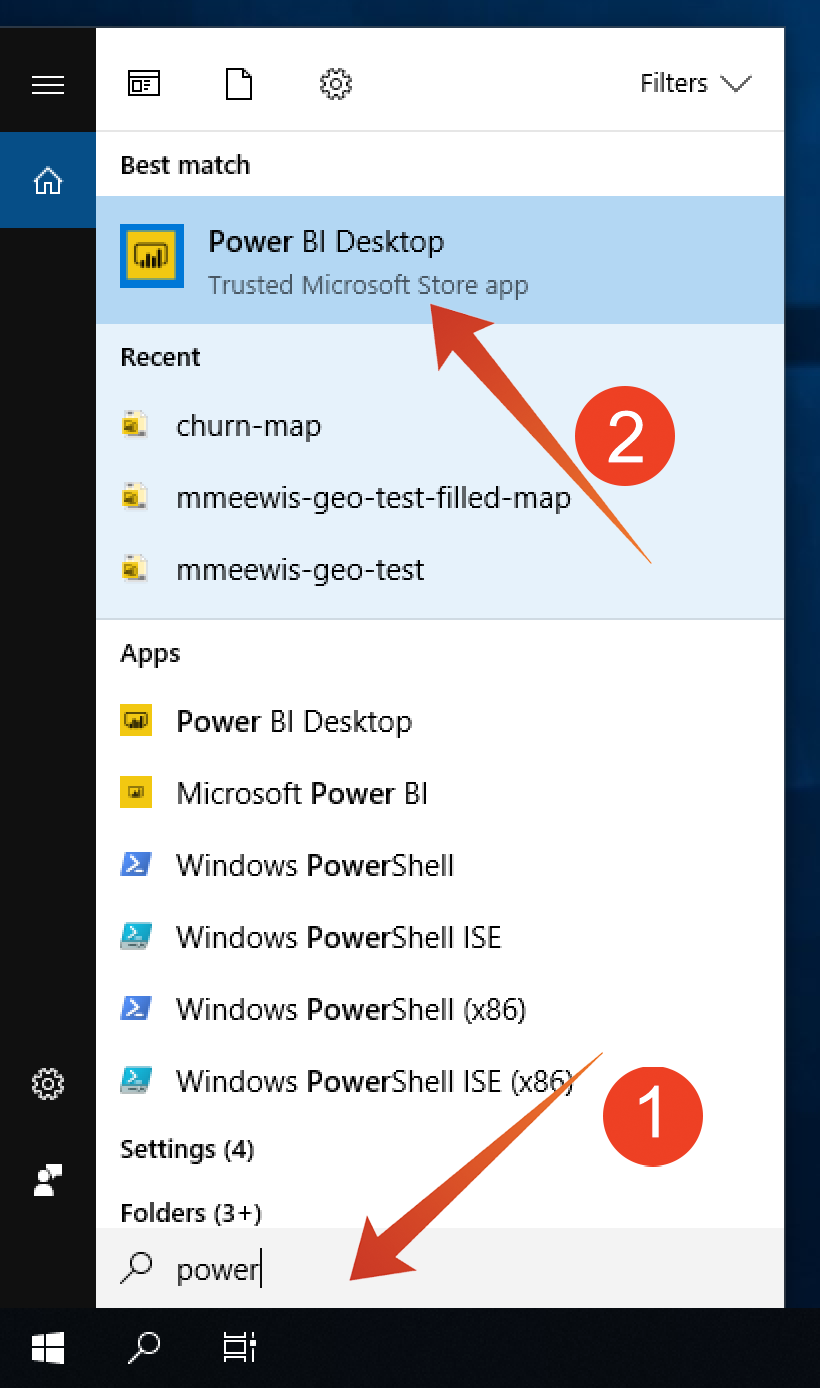 Filters
Best match
Power BI Desktop
Trusted Microsoft Store app
Recent
churn-map
2
mmeewis-geo-test-filled-map
mmeewis-geo-test
Apps
Power BI Desktop
Microsoft Power BI
Windows PowerShell
Windows PowerShell ISE
Windows PowerShell (x86)
Windows PowerShell ISE (x86)
1
Settings (4)
Folders (3+)
power